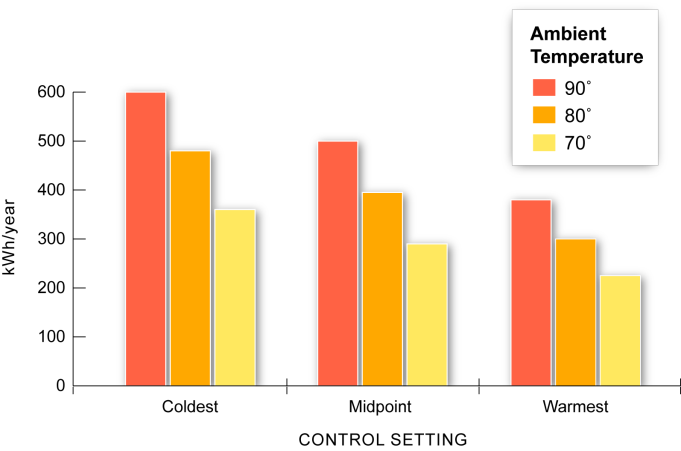 Ambient
Temperature
90˚
80˚
70˚
kWh/year
600
500
400
300
200
100
0
Coldest
Midpoint
Warmest
CONTROL SETTING